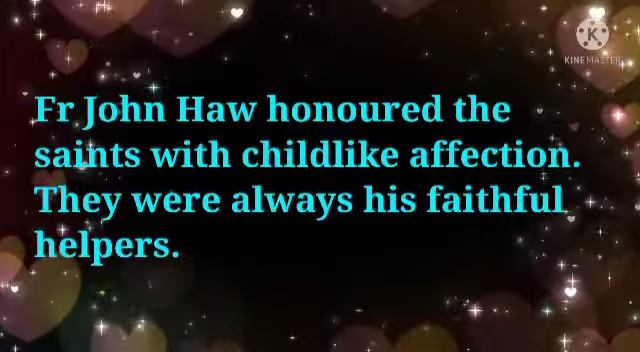 K
KINEMASTER
Fr John Haw honoured the
saints with childlike affection.
They were always his faithful
helpers.